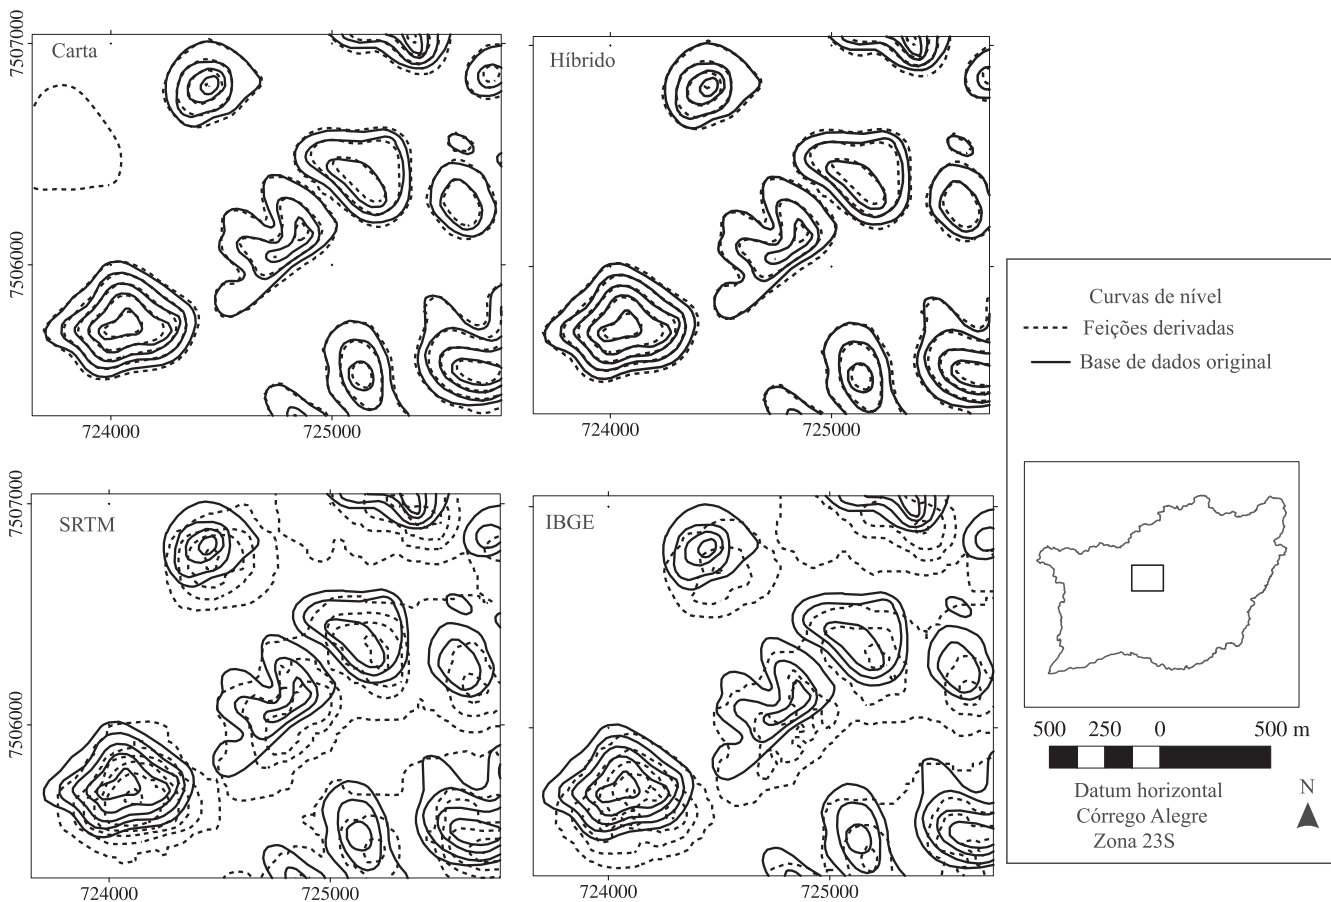 Carta
Híbrido
7507000
7506000
724000
725000
724000
725000
SRTM
IBGE
7507000
7506000
724000
725000
724000
725000
Curvas de nível
Feições derivadas
Base de dados original
500 250 0 500 m
Datum horizontal
Córrego Alegre
Zona 23S
N